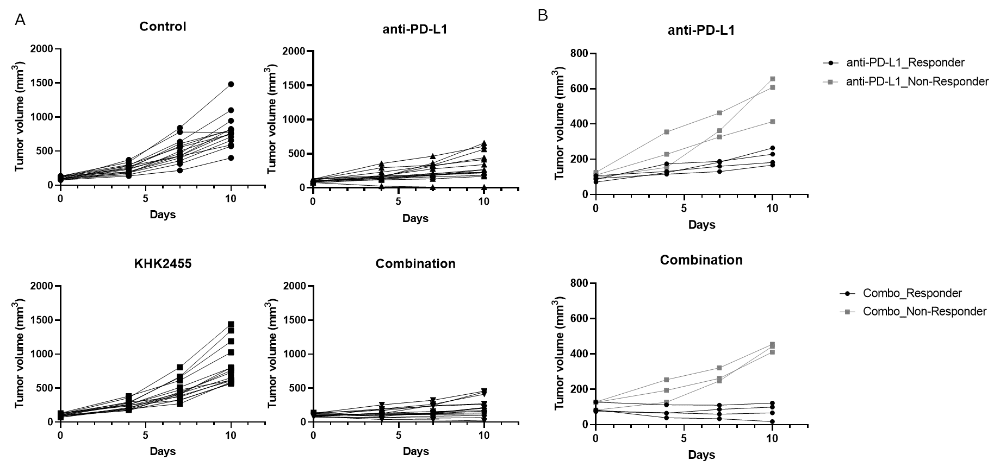 A
Control
Tumor volume (mm3)
2000
1500
1000
500
0
0 5 10
Days
anti-PD-L1
Tumor volume (mm3)
2000
1500
1000
500
0
0 5 10
Days
KHK2455
Tumor volume (mm3)
2000
1500
1000
500
0
0 5 10
Days
Combination
Tumor volume (mm3)
2000
1500
1000
500
0
0 5 10
Days
B
anti-PD-L1
Tumor volume (mm3)
800
600
400
200
0
0 5 10
Days
anti-PD-L1_Responder
anti-PD-L1_Non-Responder
Combination
Tumor volume (mm3)
800
600
400
200
0
0 5 10
Days
Combo_Responder
Combo_Non-Responder